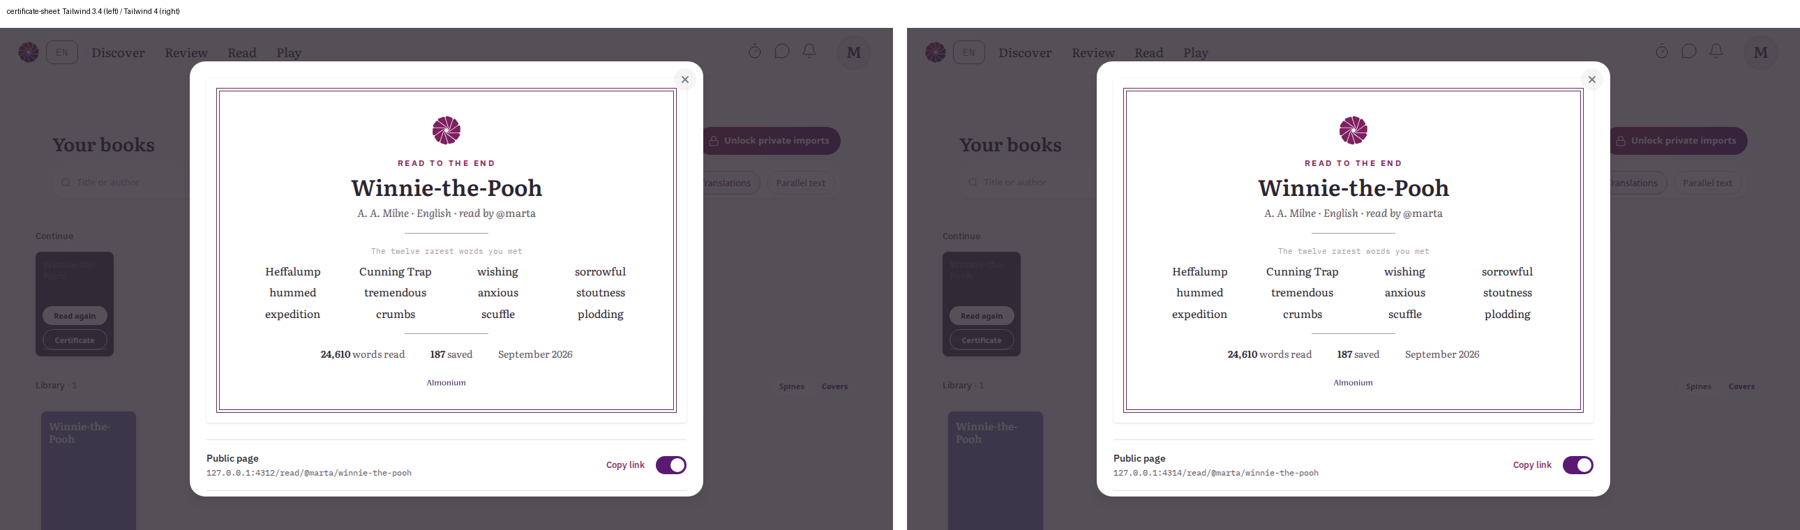 certificate-sheet: Tailwind 3.4 (left) / Tailwind 4 (right)
EN Discover Review Read Play M
Your books
Unlock private imports
Title or author
translations Parallel text
Continue
Winnie-the-Pooh
Read again
Certificate
Library · 1
Spines Covers
Winnie-the-
Pooh
READ TO THE END
Winnie-the-Pooh
A. A. Milne · English · read by @marta
The twelve rarest words you met
Heffalump Cunning Trap wishing sorrowful
hummed tremendous anxious stoutness
expedition crumbs scuffle plodding
24,610 words read 187 saved September 2026
Almonium
Public page
127.0.0.1:4312/read/@marta/winnie-the-pooh
Copy link
EN Discover Review Read Play M
Your books
Unlock private imports
Title or author
translations Parallel text
Continue
Winnie-the-Pooh
Read again
Certificate
Library · 1
Spines Covers
Winnie-the-
Pooh
READ TO THE END
Winnie-the-Pooh
A. A. Milne · English · read by @marta
The twelve rarest words you met
Heffalump Cunning Trap wishing sorrowful
hummed tremendous anxious stoutness
expedition crumbs scuffle plodding
24,610 words read 187 saved September 2026
Almonium
Public page
127.0.0.1:4314/read/@marta/winnie-the-pooh
Copy link